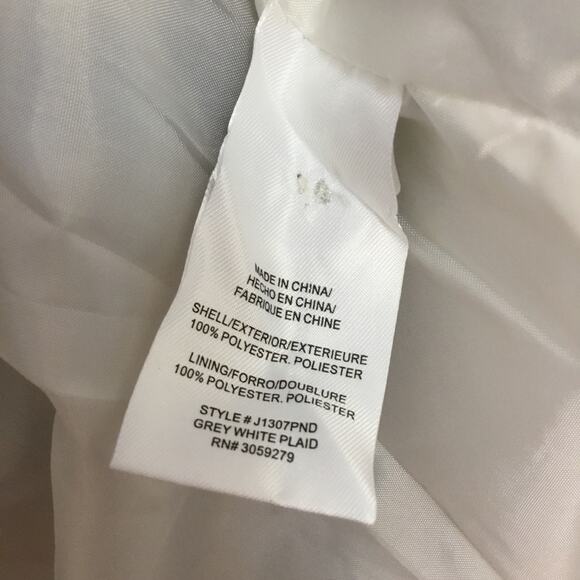 MADE IN CHINA/
HECHO EN CHINA/
FABRIQUE EN CHINE
SHELL/EXTERIOR/EXTERIEURE
100% POLYESTER. POLIESTER
LINING/FORRO/DOUBLURE
100% POLYESTER. POLIESTER
STYLE # J1307PND
GREY WHITE PLAID
RN# 3059279